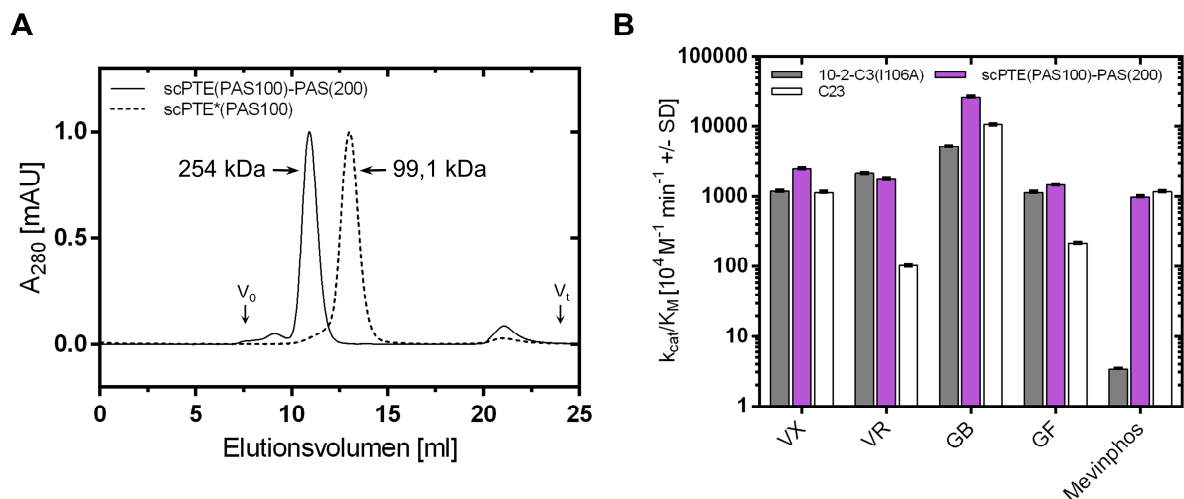 A
scPTE(PAS100)-PAS(200)
scPTE*(PAS100)
1.0
0.5
0.0
A280 [mAU]
254 kDa
99,1 kDa
V0
Vt
0 5 10 15 20 25
Elutionsvolumen [ml]
B
10-2-C3(I106A) scPTE(PAS100)-PAS(200)
C23
100000
10000
1000
100
10
1
kcat/KM [10^4 M^-1 min^-1 +/- SD]
VX VR GB GF Mevinphos